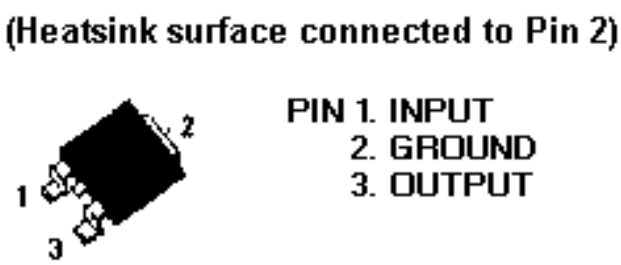 (Heatsink surface connected to Pin 2)
PIN 1. INPUT
2. GROUND
3. OUTPUT
2
1
3